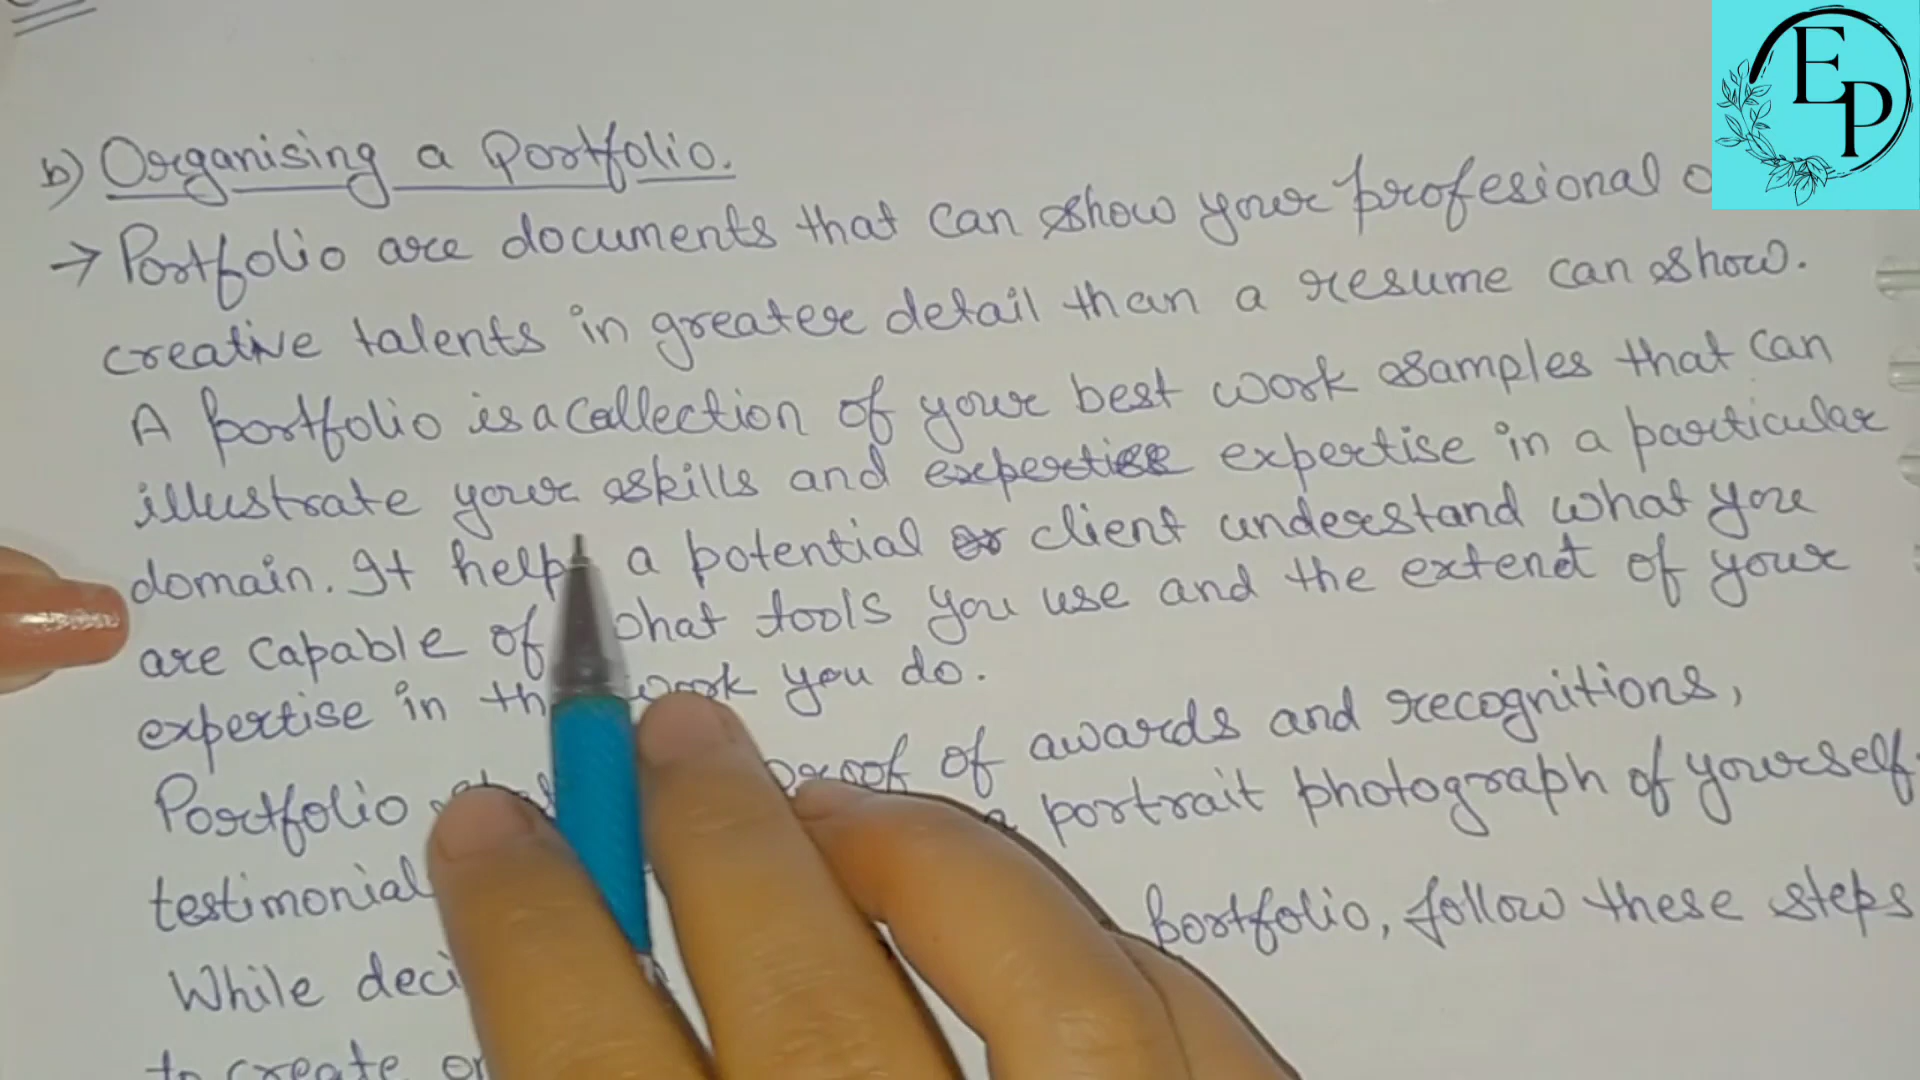 E
P
b) Organising a Portfolio.
→ Portfolio are documents that can show your profesional
creative talents in greater detail than a resume can show.
A portfolio is a collection of your best work samples that can
illustrate your skills and expertise expertise in a particular
domain. It help a potential or client understand what you
are capable of what tools you use and the extend of your
expertise in the work you do.
Portfolio proof of awards and recognitions,
testimonial a portrait photograph of yourself.
While portfolio, follow these steps
to create